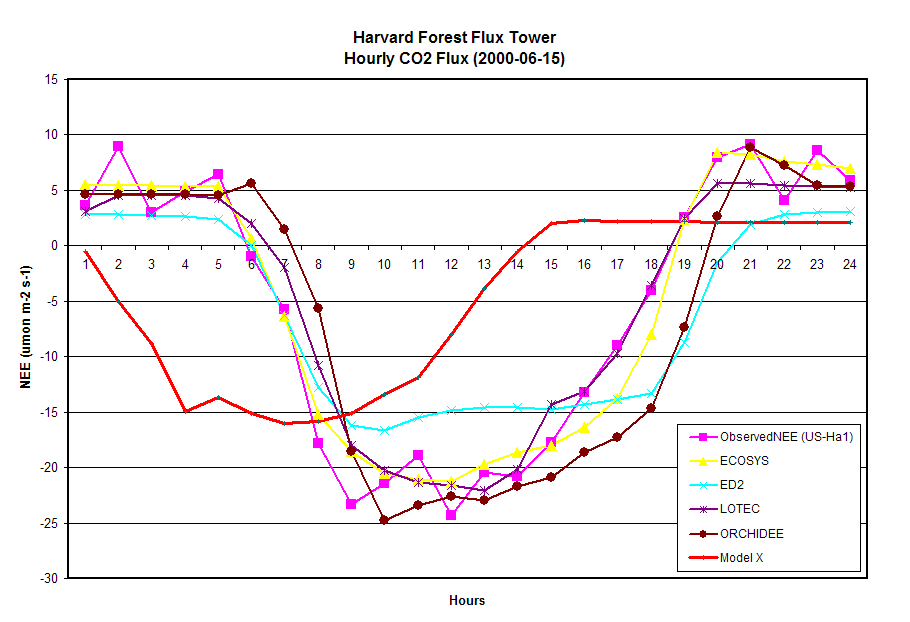 Harvard Forest Flux Tower
Hourly CO2 Flux (2000-06-15)
15
10
5
0
-5
-10
-15
-20
-25
-30
NEE (umon m-2 s-1)
1 2 3 4 5 6 7 8 9 10 11 12 13 14 15 16 17 18 19 20 21 22 23 24
ObservedNEE (US-Ha1)
ECOSYS
ED2
LOTEC
ORCHIDEE
Model X
Hours